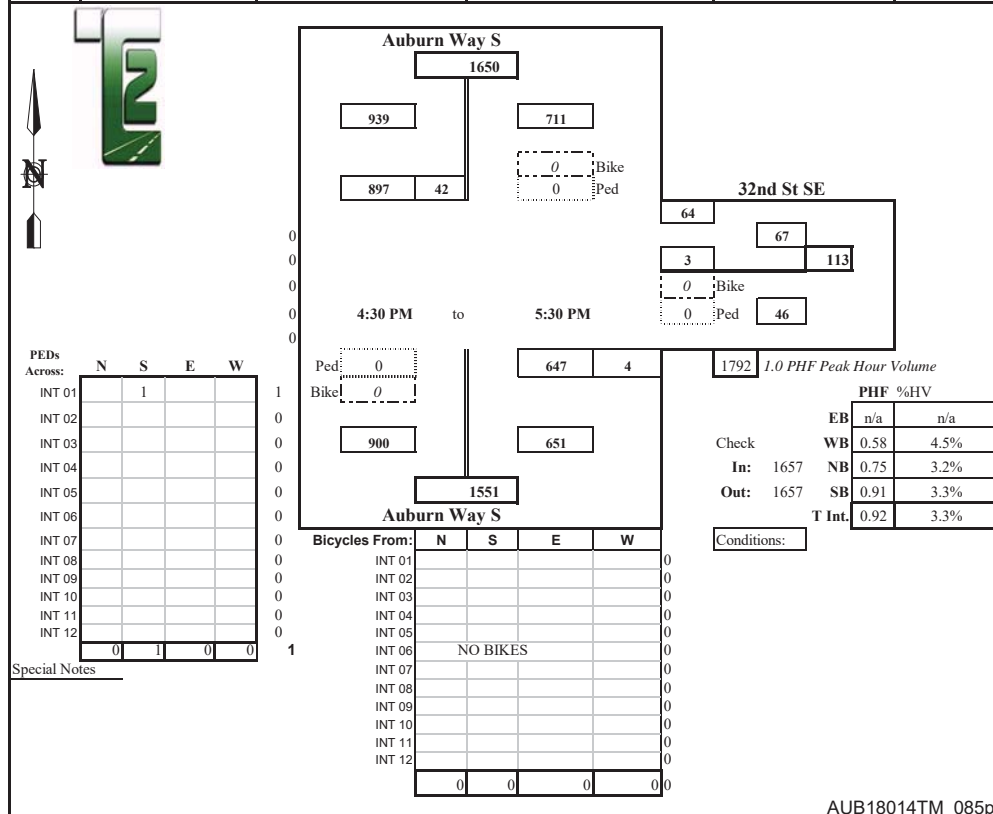 TE2
Auburn Way S
1650
939 711
0 Bike
897 42 0 Ped
N
32nd St SE
64
0 67
0 3 113
0 0 Bike
0 4:30 PM to 5:30 PM 0 Ped 46
0
PEDs
Across: N S E W
Ped 0 647 4 1792 1.0 PHF Peak Hour Volume
INT 01 1 1 Bike 0 PHF %HV
INT 02 0 EB n/a n/a
INT 03 0 900 651 Check WB 0.58 4.5%
INT 04 0 In: 1657 NB 0.75 3.2%
INT 05 0 1551 Out: 1657 SB 0.91 3.3%
INT 06 0 Auburn Way S T Int. 0.92 3.3%
INT 07 0 Bicycles From: N S E W Conditions:
INT 08 0 INT 01 0
INT 09 0 INT 02 0
INT 10 0 INT 03 0
INT 11 0 INT 04 0
INT 12 0 INT 05 0
0 1 0 0 1 INT 06 NO BIKES 0
Special Notes INT 07 0
INT 08 0
INT 09 0
INT 10 0
INT 11 0
INT 12 0
0 0 0 0 0
AUB18014TM_085p